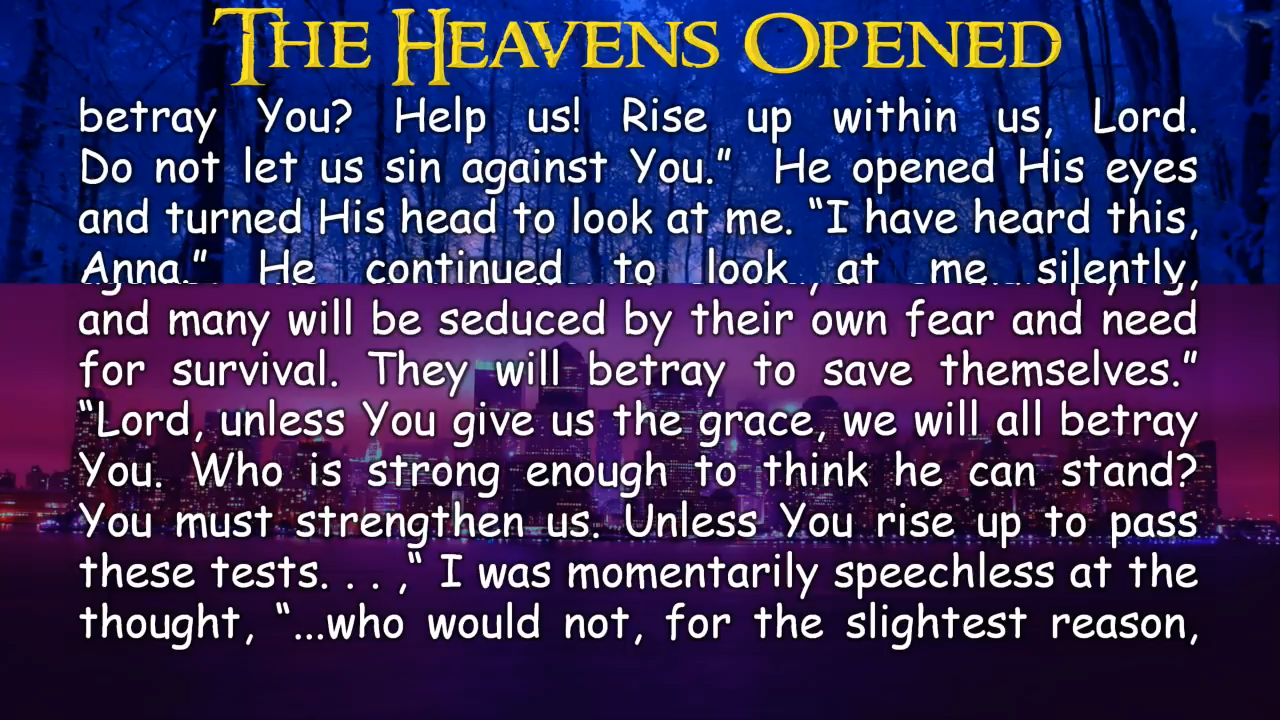 THE HEAVENS OPENED
betray You? Help us! Rise up within us, Lord.
Do not let us sin against You.” He opened His eyes
and turned His head to look at me. “I have heard this,
Anna.” He continued to look at me silently,
and many will be seduced by their own fear and need
for survival. They will betray to save themselves.”
“Lord, unless You give us the grace, we will all betray
You. Who is strong enough to think he can stand?
You must strengthen us. Unless You rise up to pass
these tests. . . ,“ I was momentarily speechless at the
thought, “...who would not, for the slightest reason,